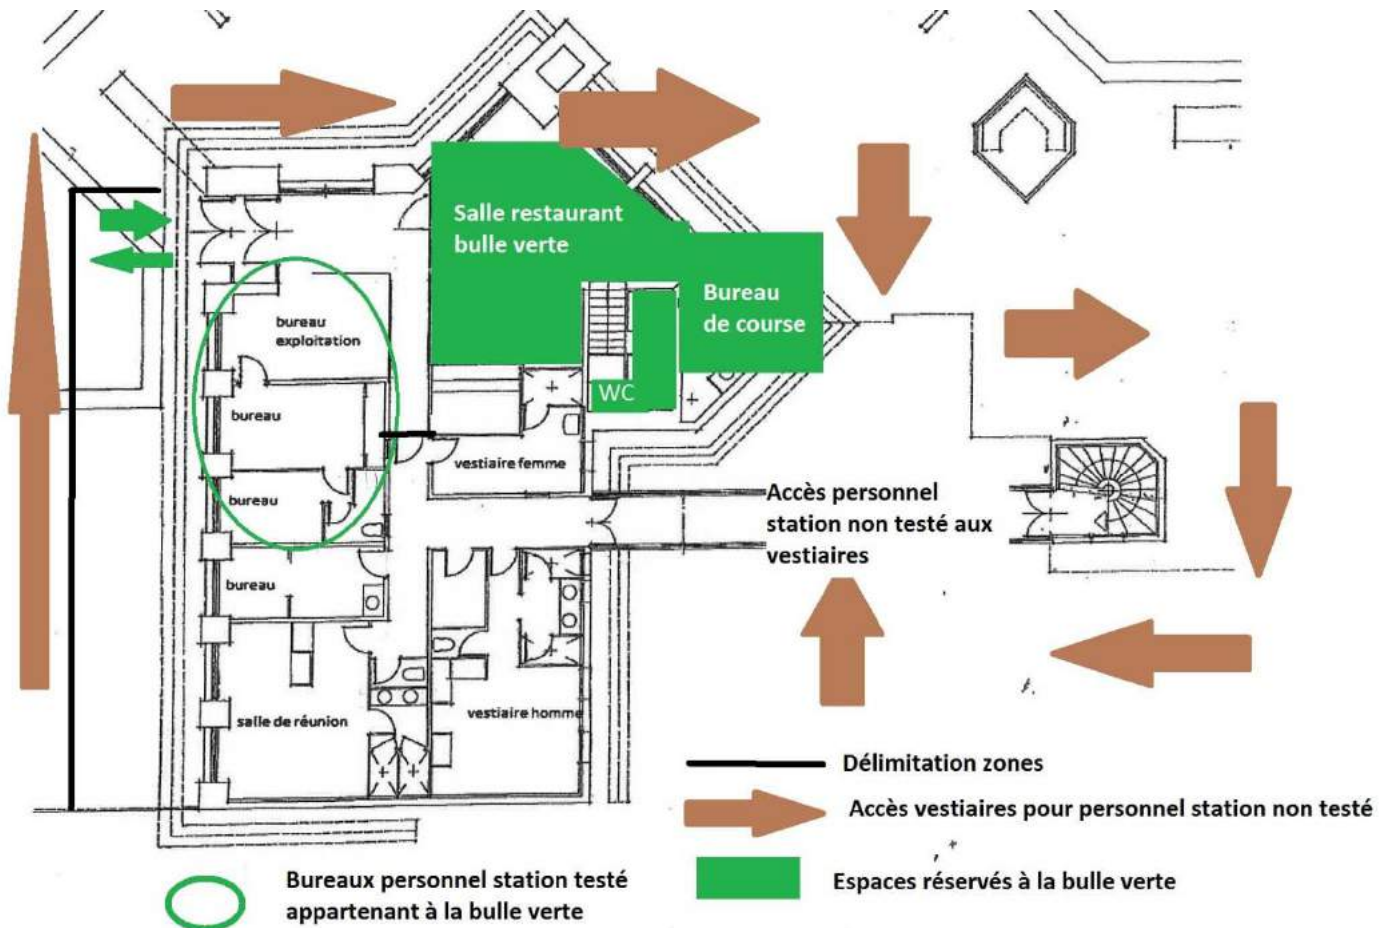 Salle restaurant
bulle verte
Bureau
de course
WC
bureau
exploitation
bureau
bureau
bureau
vestiaire femme
Accès personnel
station non testé aux
vestiaires
salle de réunion
vestiaire homme
Délimitation zones
Accès vestiaires pour personnel station non testé
Bureaux personnel station testé
appartenant à la bulle verte
Espaces réservés à la bulle verte